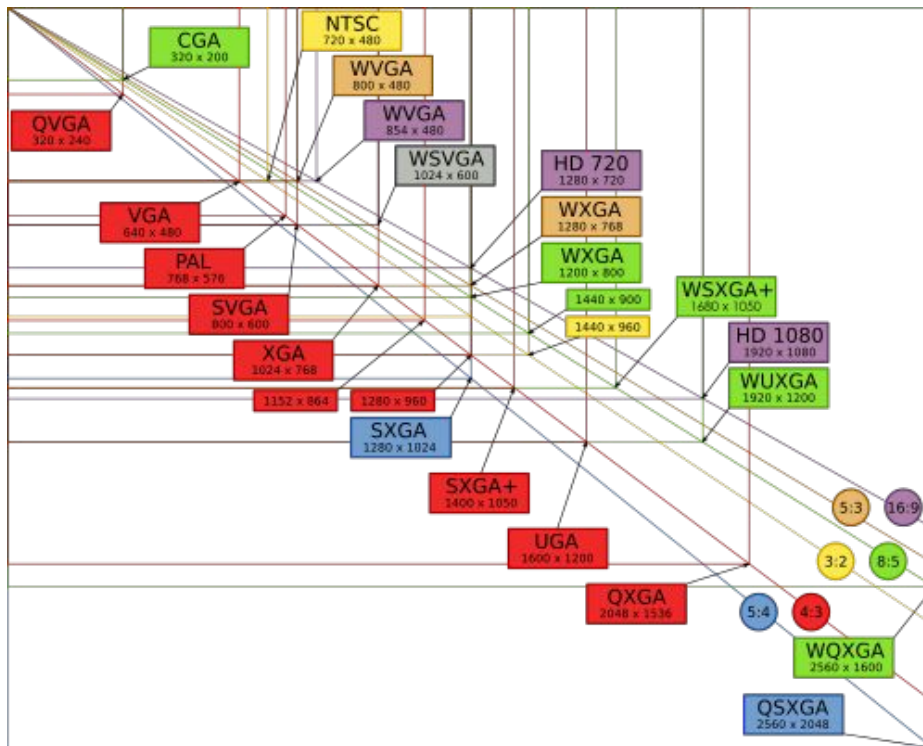 CGA
320 x 200
NTSC
720 x 480
WVGA
800 x 480
QVGA
320 x 240
WVGA
854 x 480
WSVGA
1024 x 600
HD 720
1280 x 720
VGA
640 x 480
WXGA
1280 x 768
PAL
768 x 576
WXGA
1200 x 800
SVGA
800 x 600
1440 x 900
WSXGA+
1680 x 1050
1440 x 960
XGA
1024 x 768
HD 1080
1920 x 1080
WUXGA
1920 x 1200
1152 x 864
1280 x 960
SXGA
1280 x 1024
SXGA+
1400 x 1050
5:3
16:9
UGA
1600 x 1200
3:2
8:5
QXGA
2048 x 1536
5:4
4:3
WQXGA
2560 x 1600
QSXGA
2560 x 2048